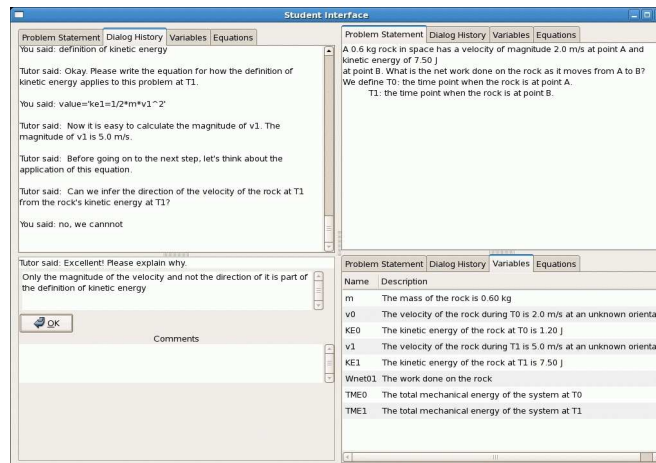 Student Interface
Problem Statement Dialog History Variables Equations
You said: definition of kinetic energy
Tutor said: Okay. Please write the equation for how the definition of
kinetic energy applies to this problem at T1.
You said: value='ke1=1/2*m*v1^2'
Tutor said: Now it is easy to calculate the magnitude of v1. The
magnitude of v1 is 5.0 m/s.
Tutor said: Before going on to the next step, let's think about the
application of this equation.
Tutor said: Can we infer the direction of the velocity of the rock at T1
from the rock's kinetic energy at T1?
You said: no, we cannnot
Tutor said: Excellent! Please explain why.
Only the magnitude of the velocity and not the direction of it is part of
the definition of kinetic energy
OK
Comments
Problem Statement Dialog History Variables Equations
A 0.6 kg rock in space has a velocity of magnitude 2.0 m/s at point A and
kinetic energy of 7.50 J
at point B. What is the net work done on the rock as it moves from A to B?
We define T0: the time point when the rock is at point A.
T1: the time point when the rock is at point B.
Problem Statement Dialog History Variables Equations
Name Description
m The mass of the rock is 0.60 kg
v0 The velocity of the rock during T0 is 2.0 m/s at an unknown orienta
KE0 The kinetic energy of the rock at T0 is 1.20 J
v1 The velocity of the rock during T1 is 5.0 m/s at an unknown orienta
KE1 The kinetic energy of the rock at T1 is 7.50 J
Wnet01 The work done on the rock
TME0 The total mechanical energy of the system at T0
TME1 The total mechanical energy of the system at T1